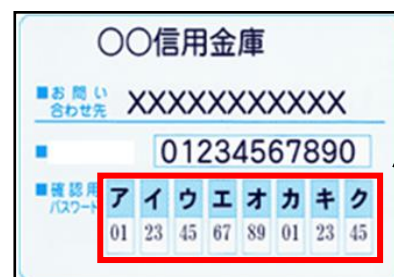 〇〇信用金庫
■お問い
合わせ先 XXXXXXXXXXX
■ 01234567890
■確認用
パスワード
ア イ ウ エ オ カ キ ク
01 23 45 67 89 01 23 45